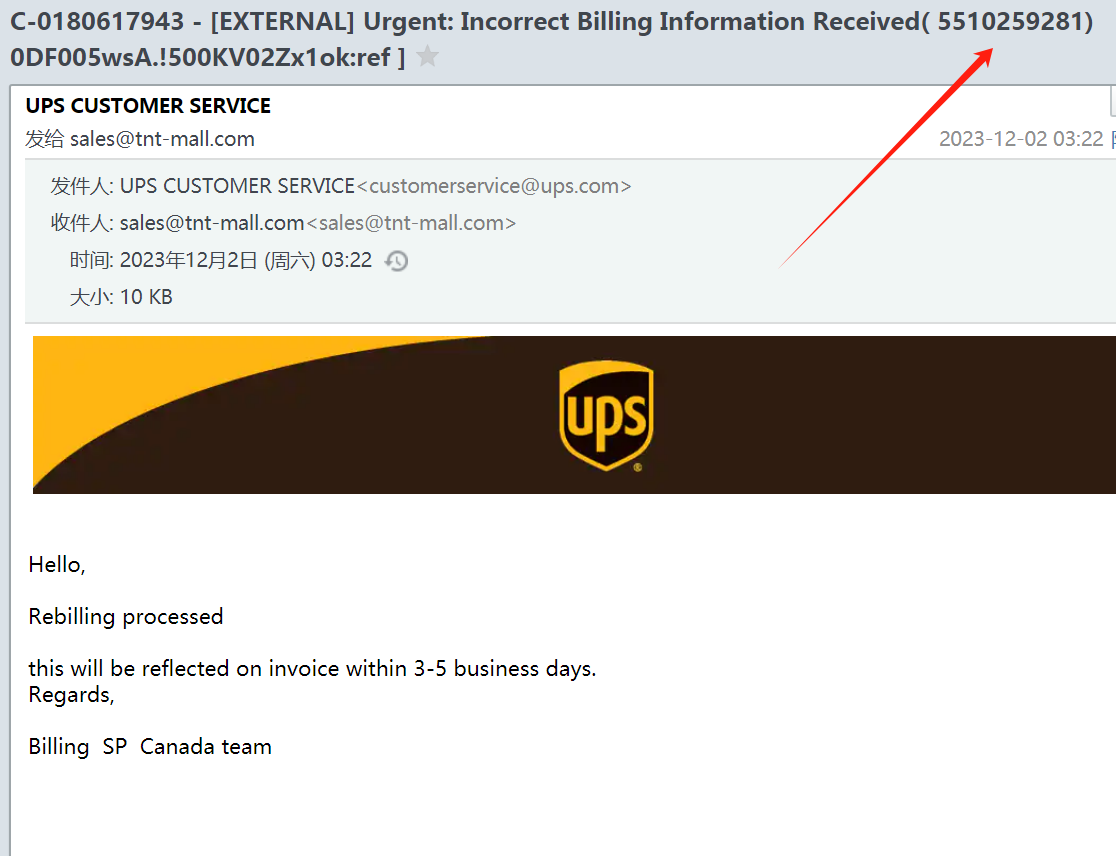 C-0180617943 - [EXTERNAL] Urgent: Incorrect Billing Information Received( 5510259281)
0DF005wsA.!500KV02Zx1ok:ref ]
UPS CUSTOMER SERVICE
发给 sales@tnt-mall.com
2023-12-02 03:22
发件人: UPS CUSTOMER SERVICE<customerservice@ups.com>
收件人: sales@tnt-mall.com<sales@tnt-mall.com>
时间: 2023年12月2日 (周六) 03:22
大小: 10 KB
ups
®
Hello,
Rebilling processed
this will be reflected on invoice within 3-5 business days.
Regards,
Billing  SP  Canada team